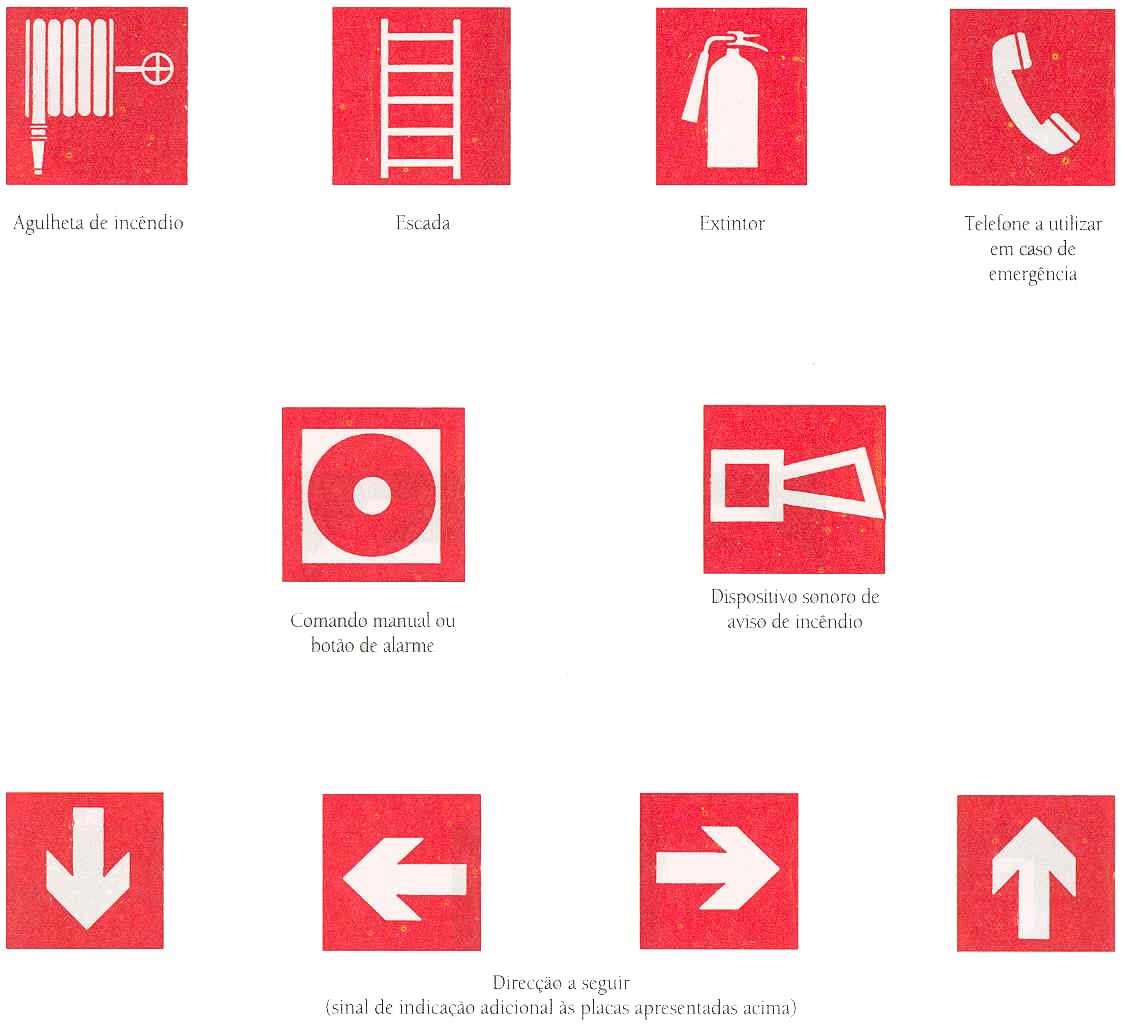 Agulheta de incêndio
Escada
Extintor
Telefone a utilizar
em caso de
emergência
Comando manual ou
botão de alarme
Dispositivo sonoro de
aviso de incêndio
Direcção a seguir
(sinal de indicação adicional às placas apresentadas acima)